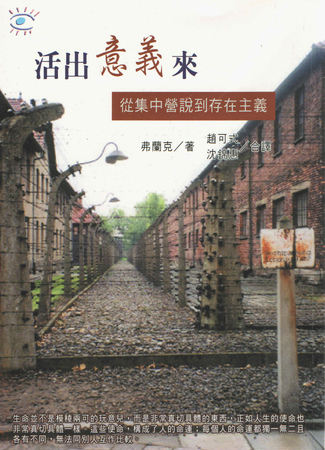 活出意義來
從集中營說到存在主義
弗蘭克/著
趙可式
沈錦惠/合譯
生命並不是模稜兩可的玩意兒,而是非常真切具體的東西,正如人生的使命也
非常真切具體一樣。這些使命,構成了人的命運;每個人的命運都獨一無二且
各有不同,無法同別人互作比較。